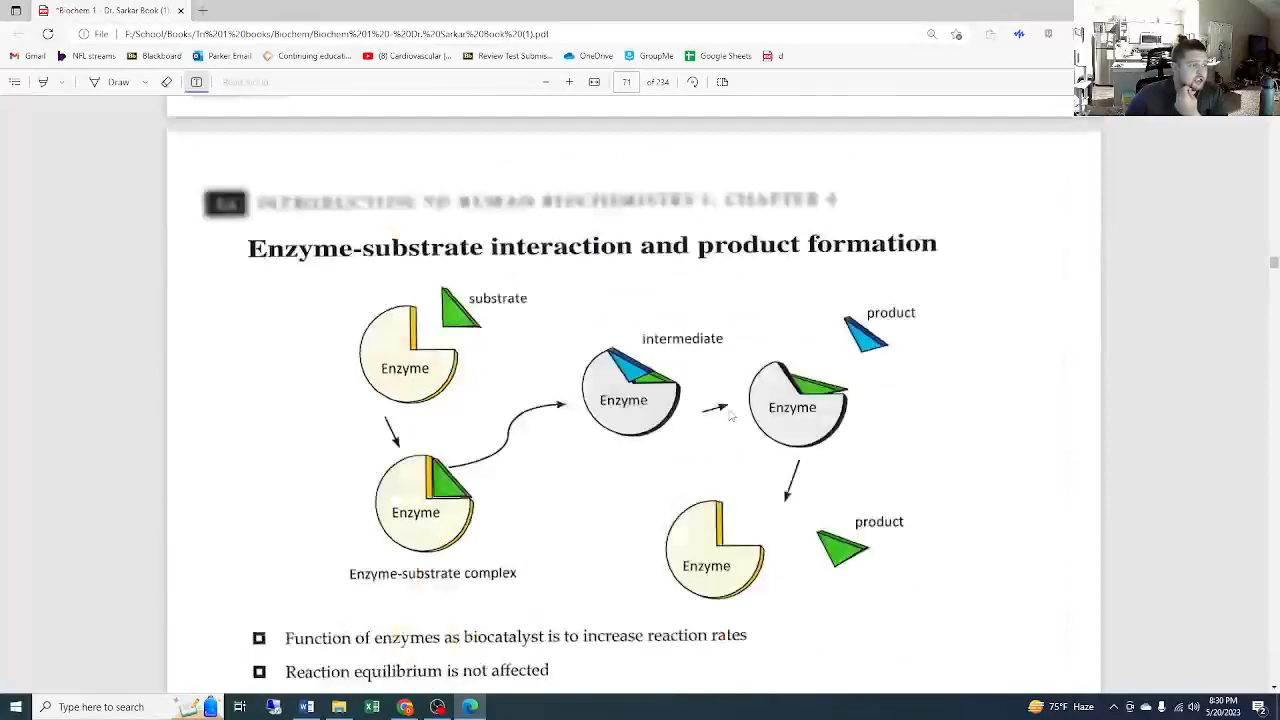 *Biochem 1 - Dr. Sarkar Book (1).
File
Gmail
NFL streams
Blackboard
Parker Email
Continuing educati...
Review Test Submis...
OneDrive
GroupMe
Google Sheets
d
Draw
Read aloud
71
of 234
Enzyme-substrate interaction and product formation
substrate
product
intermediate
Enzyme
Enzyme
Enzyme
Enzyme
product
Enzyme
Enzyme-substrate complex
Function of enzymes as biocatalyst is to increase reaction rates
Reaction equilibrium is not affected
Type here to search
75°F Haze
8:30 PM
5/20/2023